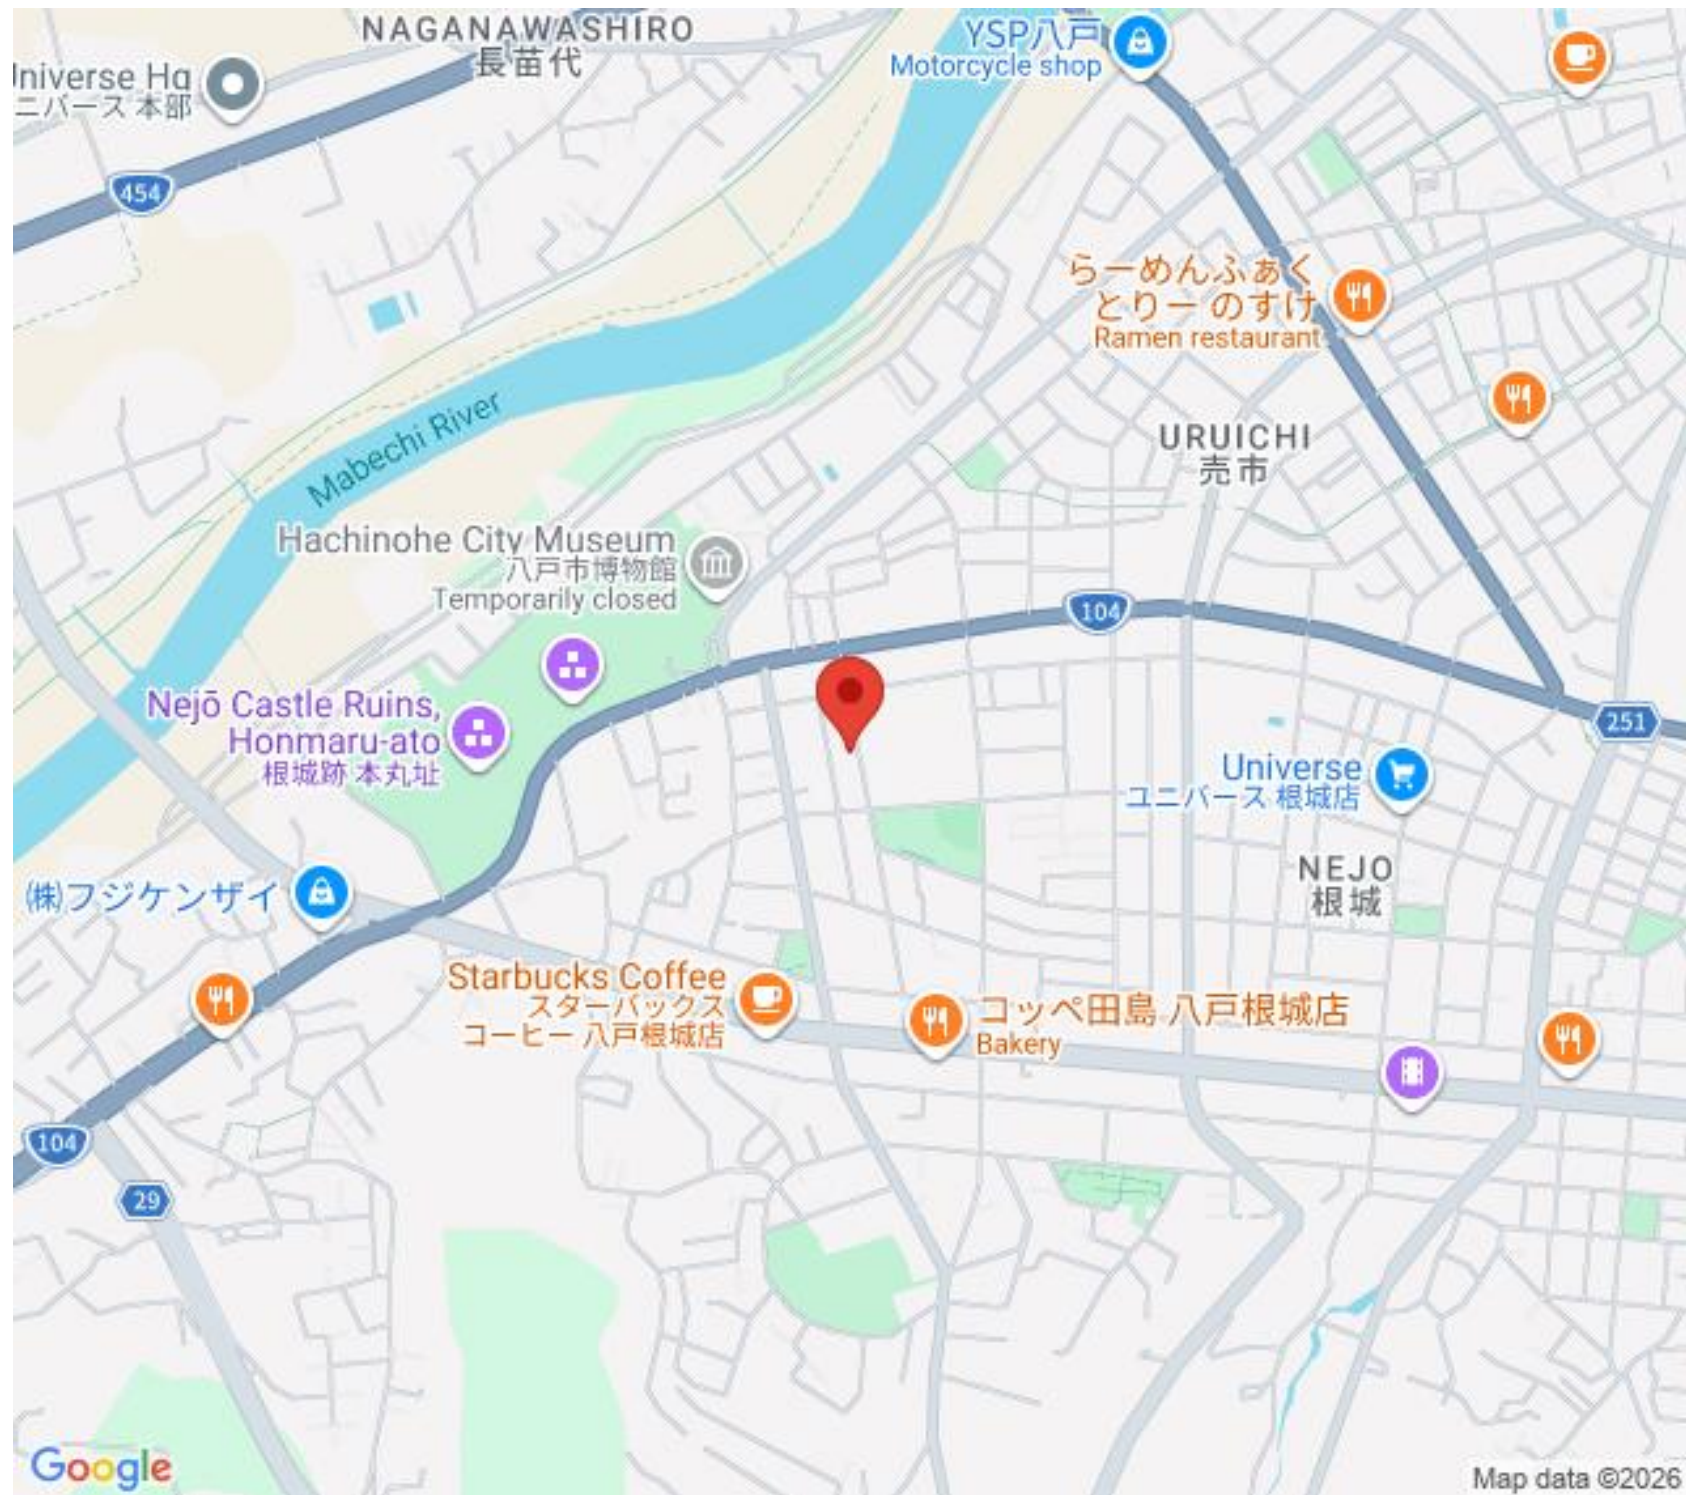 NAGANAWASHIRO
長苗代
YSP八戸
Motorcycle shop
Universe Hq
ニバース 本部
454
らーめんふぁく
とりー のすけ
Ramen restaurant
Mabechi River
URUICHI
売市
Hachinohe City Museum
八戸市博物館
Temporarily closed
104
Nejō Castle Ruins,
Honmaru-ato
根城跡 本丸址
251
Universe
ユニバース 根城店
NEJO
根城
㈱フジケンザイ
Starbucks Coffee
スターバックス
コーヒー 八戸根城店
コッペ田島 八戸根城店
Bakery
104
29
Google
Map data ©2026